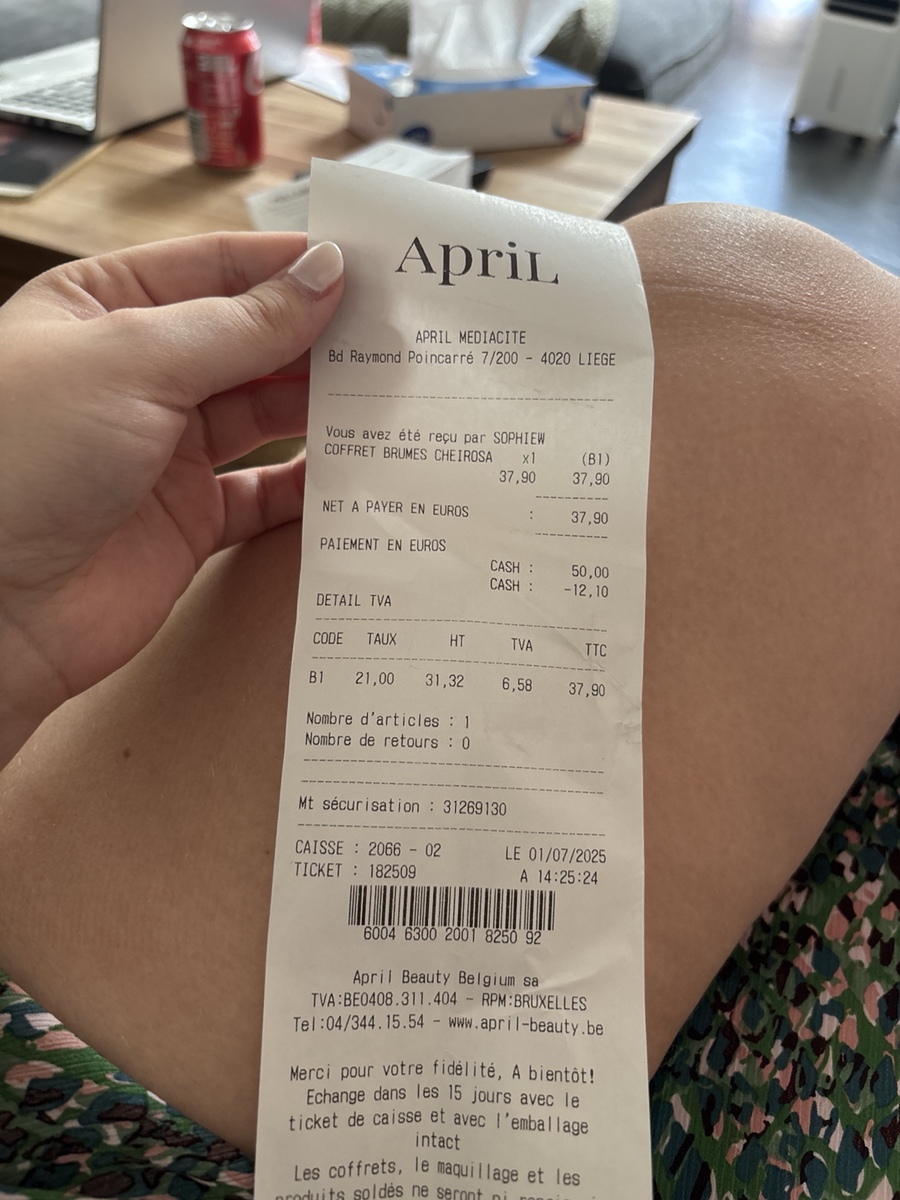 ApriL
APRIL MEDIACITE
Bd Raymond Poincarré 7/200 - 4020 LIEGE
Vous avez été reçu par SOPHIEW
COFFRET BRUMES CHEIROSA x1 (B1)
37,90 37,90
NET A PAYER EN EUROS : 37,90
PAIEMENT EN EUROS
CASH : 50,00
CASH : -12,10
DETAIL TVA
CODE TAUX HT TVA TTC
B1 21,00 31,32 6,58 37,90
Nombre d'articles : 1
Nombre de retours : 0
Mt sécurisation : 31269130
CAISSE : 2066 - 02 LE 01/07/2025
TICKET : 182509 A 14:25:24
6004 6300 2001 8250 92
April Beauty Belgium sa
TVA:BE0408.311.404 - RPM:BRUXELLES
Tel:04/344.15.54 - www.april-beauty.be
Merci pour votre fidélité, A bientôt!
Echange dans les 15 jours avec le
ticket de caisse et avec l'emballage
intact
Les coffrets, le maquillage et les
produits soldés ne seront ni